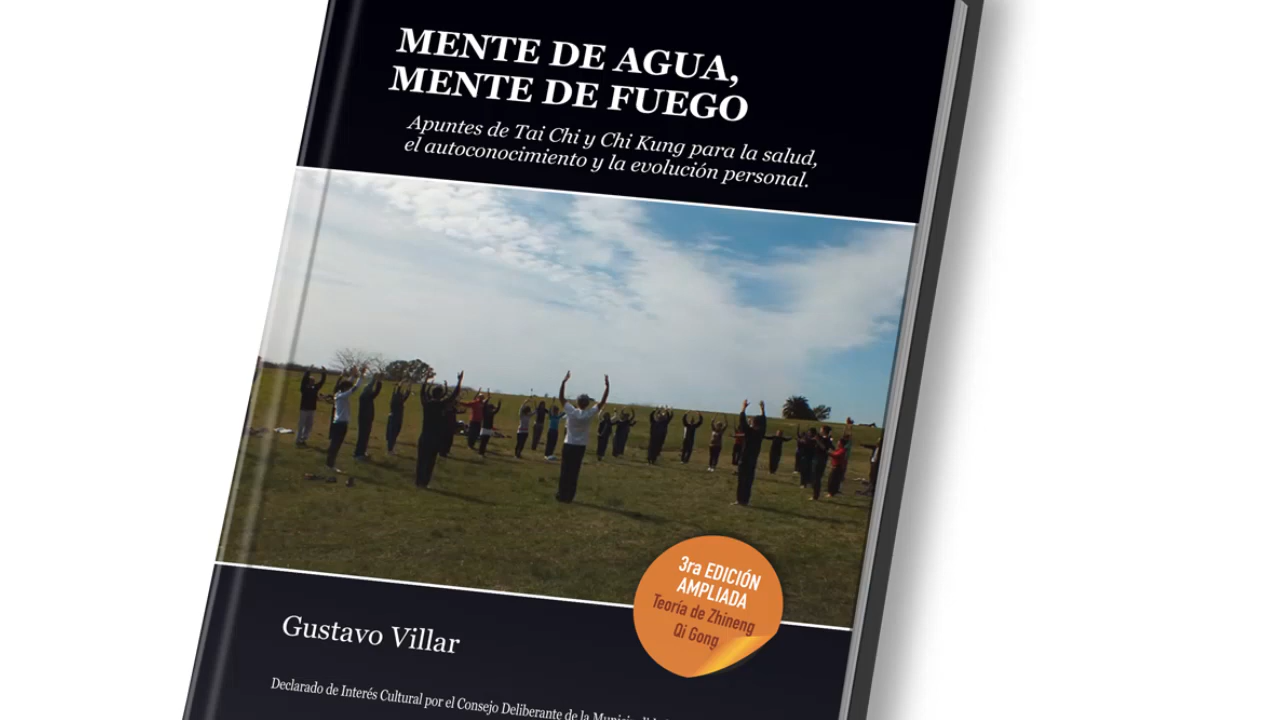 MENTE DE AGUA,
MENTE DE FUEGO
Apuntes de Tai Chi y Chi Kung para la salud,
el autoconocimiento y la evolución personal.
3ra EDICIÓN
AMPLIADA
Teoría de Zhineng
Qi Gong
Gustavo Villar
Declarado de Interés Cultural por el Consejo Deliberante de la